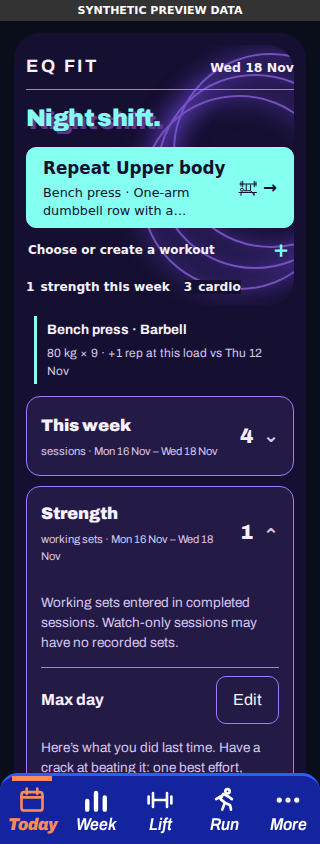 SYNTHETIC PREVIEW DATA
EQ FIT
Wed 18 Nov
Night shift.
Repeat Upper body
Bench press · One-arm
dumbbell row with a…
→
Choose or create a workout
+
1 strength this week 3 cardio
Bench press · Barbell
80 kg × 9 · +1 rep at this load vs Thu 12
Nov
This week
sessions · Mon 16 Nov – Wed 18 Nov
4
Strength
working sets · Mon 16 Nov – Wed 18
Nov
1
Working sets entered in completed
sessions. Watch-only sessions may
have no recorded sets.
Max day
Edit
Here's what you did last time. Have a
crack at beating it: one best effort,
Today
Week
Lift
Run
More